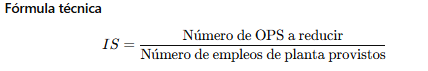 Fórmula técnica
IS = Número de OPS a reducir
Número de empleos de planta provistos